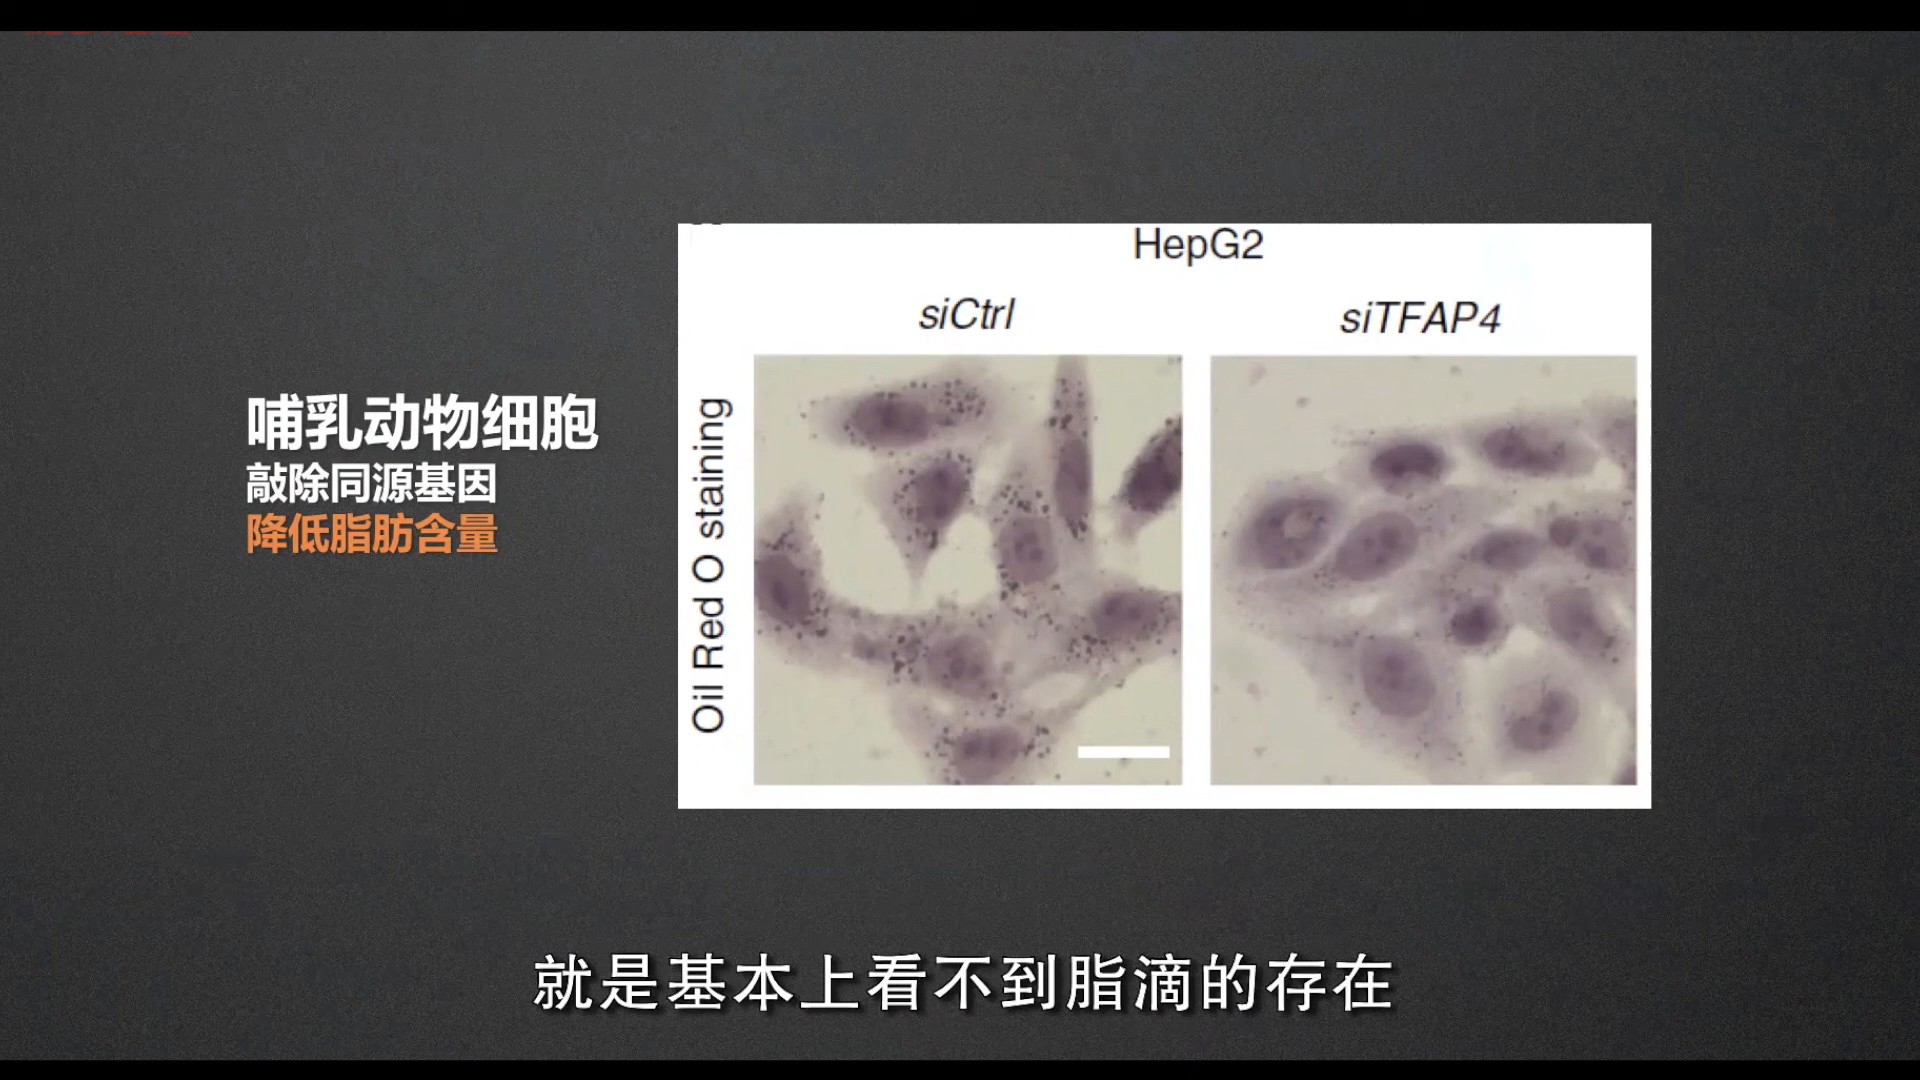 HepG2
siCtrl
siTFAP4
Oil Red O staining
哺乳动物细胞
敲除同源基因
降低脂肪含量
就是基本上看不到脂滴的存在